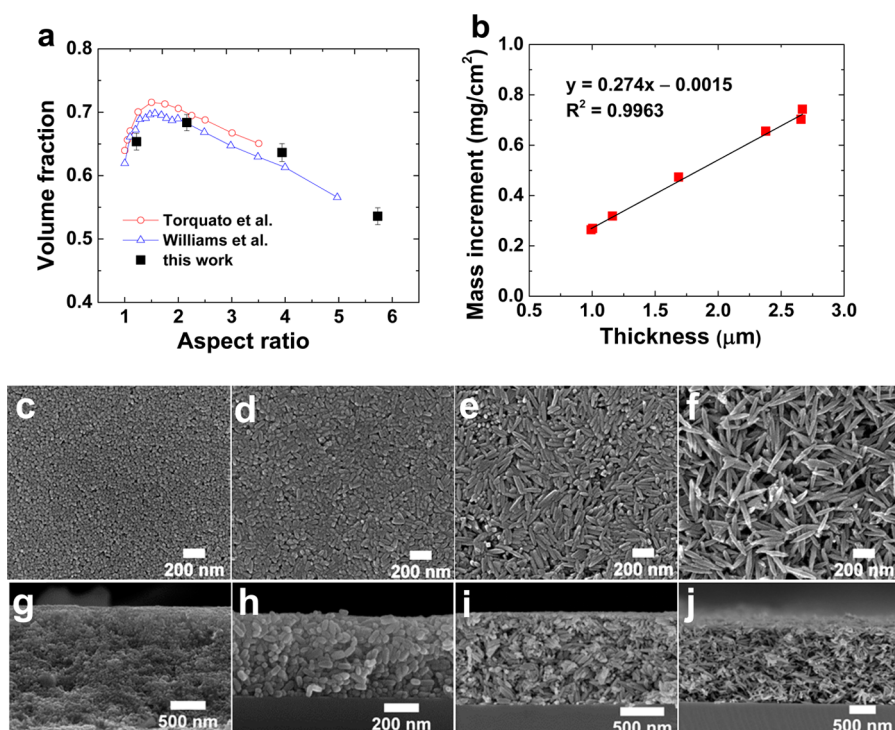 a
0.8
0.7
0.6
0.5
0.4
Volume fraction
Torquato et al.
Williams et al.
this work
1 2 3 4 5 6
Aspect ratio
b
1.0
0.8
0.6
0.4
0.2
0.0
Mass increment (mg/cm²)
y = 0.274x – 0.0015
R² = 0.9963
0.5 1.0 1.5 2.0 2.5 3.0
Thickness (μm)
c
200 nm
d
200 nm
e
200 nm
f
200 nm
g
500 nm
h
200 nm
i
500 nm
j
500 nm